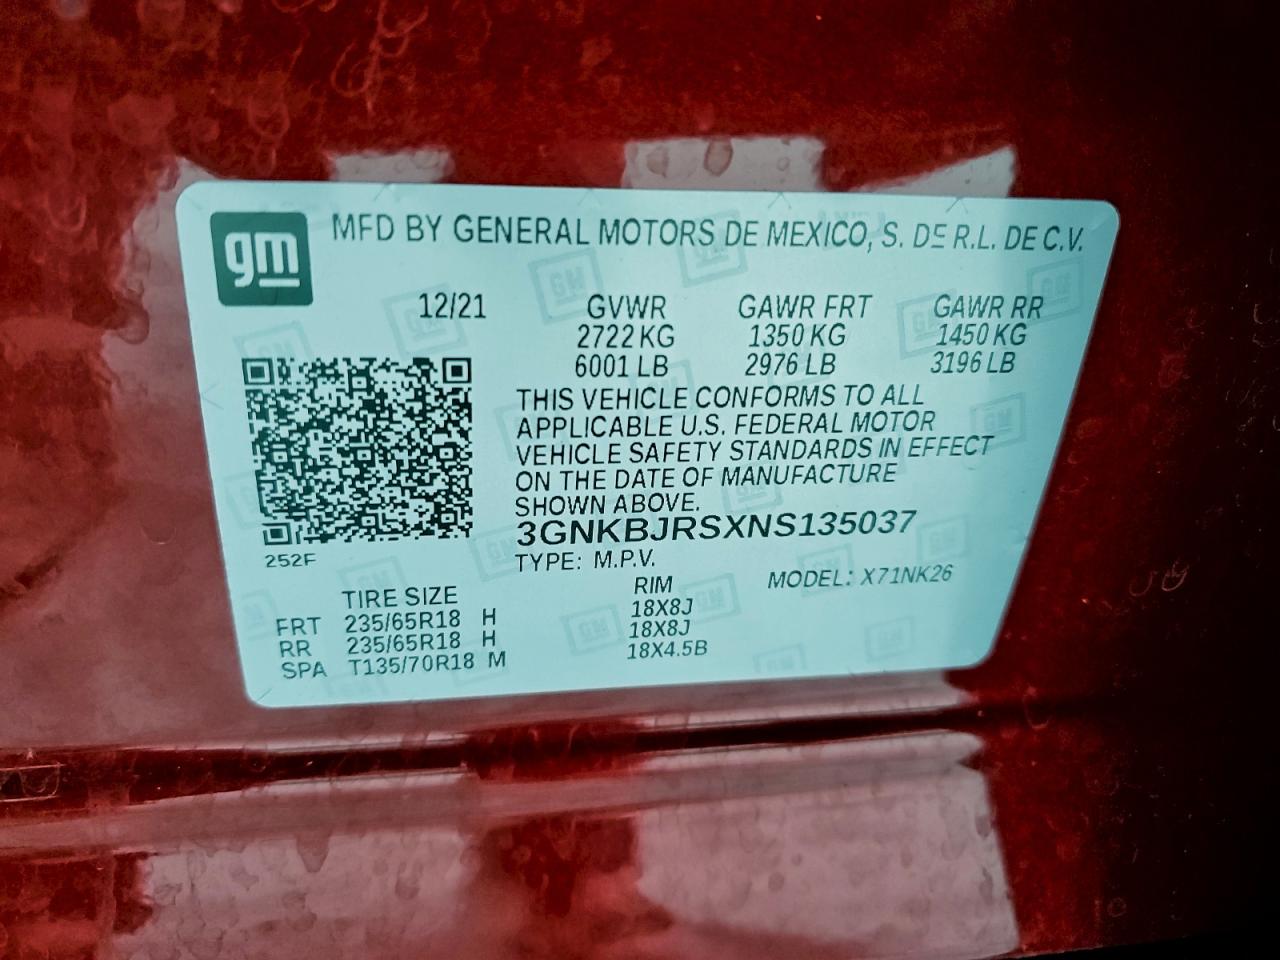 gm
MFD BY GENERAL MOTORS DE MEXICO, S. DE R.L. DE C.V.
12/21 GVWR GAWR FRT GAWR RR
2722 KG 1350 KG 1450 KG
6001 LB 2976 LB 3196 LB
THIS VEHICLE CONFORMS TO ALL
APPLICABLE U.S. FEDERAL MOTOR
VEHICLE SAFETY STANDARDS IN EFFECT
ON THE DATE OF MANUFACTURE
SHOWN ABOVE.
3GNKBJRSXNS135037
252F
TYPE: M.P.V. MODEL: X71NK26
TIRE SIZE RIM
FRT 235/65R18 H 18X8J
RR 235/65R18 H 18X8J
SPA T135/70R18 M 18X4.5B